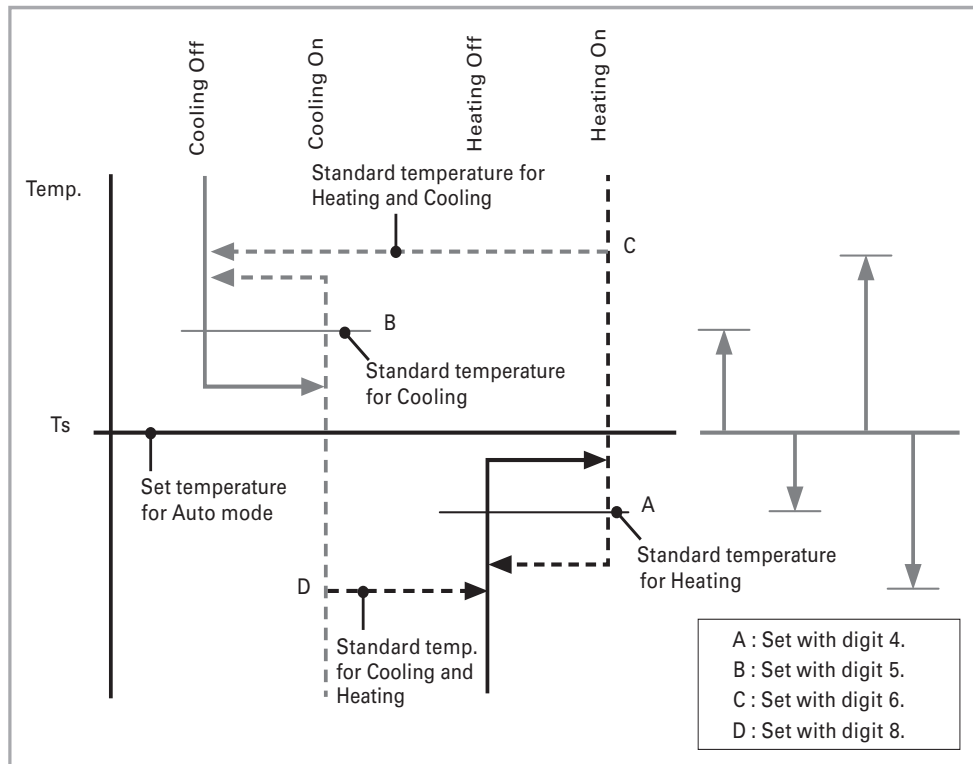 Cooling Off
Cooling On
Heating Off
Heating On
Standard temperature for
Heating and Cooling
Temp.
C
B
Standard temperature
for Cooling
Ts
Set temperature
for Auto mode
A
Standard temperature
for Heating
D
Standard temp.
for Cooling and
Heating
A : Set with digit 4.
B : Set with digit 5.
C : Set with digit 6.
D : Set with digit 8.